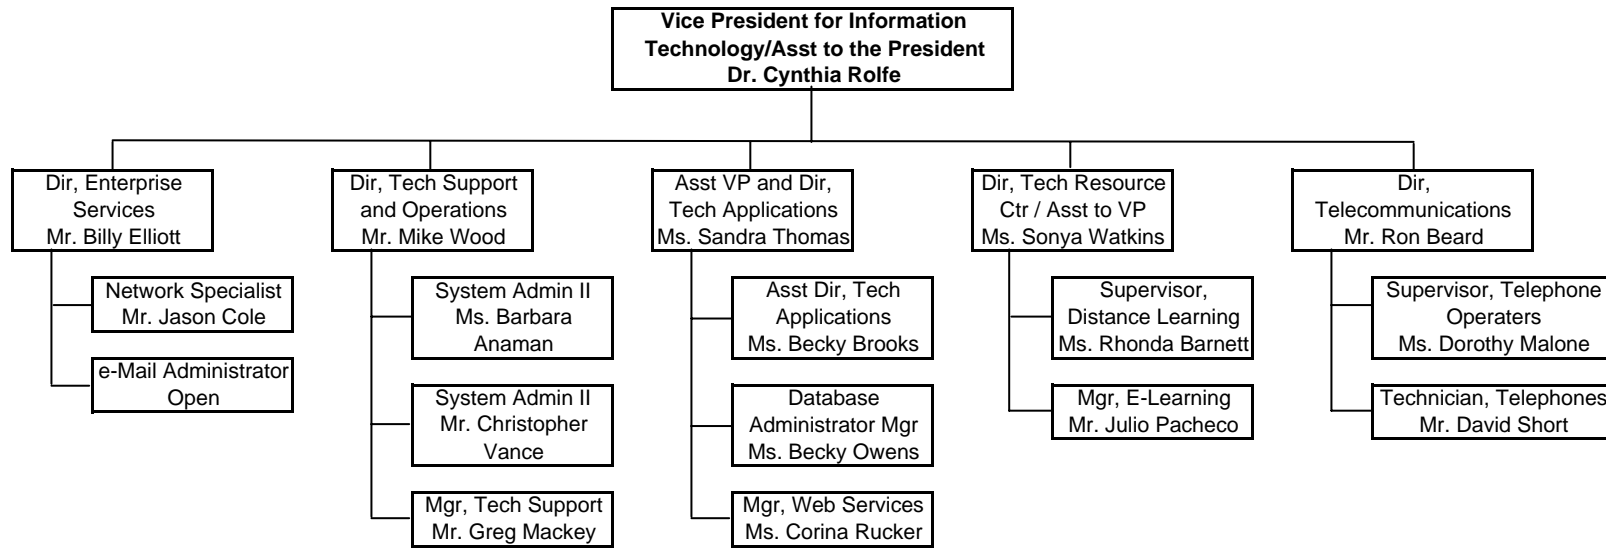 Vice President for Information
Technology/Asst to the President
Dr. Cynthia Rolfe
Dir, Enterprise
Services
Mr. Billy Elliott
Dir, Tech Support
and Operations
Mr. Mike Wood
Asst VP and Dir,
Tech Applications
Ms. Sandra Thomas
Dir, Tech Resource
Ctr / Asst to VP
Ms. Sonya Watkins
Dir,
Telecommunications
Mr. Ron Beard
Network Specialist
Mr. Jason Cole
e-Mail Administrator
Open
System Admin II
Ms. Barbara
Anaman
System Admin II
Mr. Christopher
Vance
Mgr, Tech Support
Mr. Greg Mackey
Asst Dir, Tech
Applications
Ms. Becky Brooks
Database
Administrator Mgr
Ms. Becky Owens
Mgr, Web Services
Ms. Corina Rucker
Supervisor,
Distance Learning
Ms. Rhonda Barnett
Mgr, E-Learning
Mr. Julio Pacheco
Supervisor, Telephone
Operaters
Ms. Dorothy Malone
Technician, Telephones
Mr. David Short